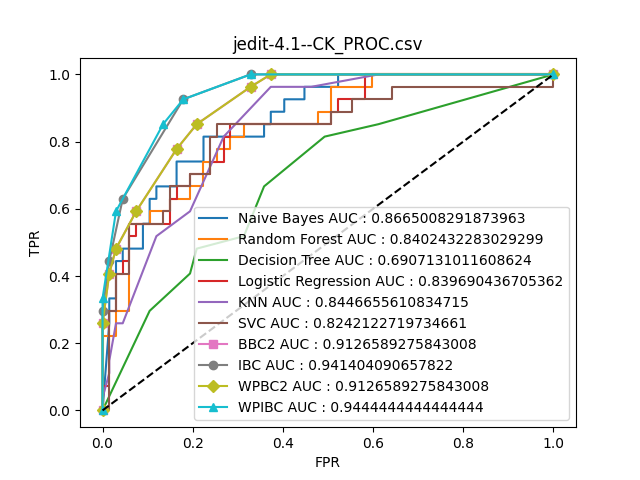 jedit-4.1--CK_PROC.csv
1.0
0.8
0.6
0.4
0.2
0.0
TPR
Naive Bayes AUC : 0.8665008291873963
Random Forest AUC : 0.8402432283029299
Decision Tree AUC : 0.6907131011608624
Logistic Regression AUC : 0.839690436705362
KNN AUC : 0.8446655610834715
SVC AUC : 0.8242122719734661
BBC2 AUC : 0.9126589275843008
IBC AUC : 0.941404090657822
WPBC2 AUC : 0.9126589275843008
WPIBC AUC : 0.9444444444444444
0.0 0.2 0.4 0.6 0.8 1.0
FPR